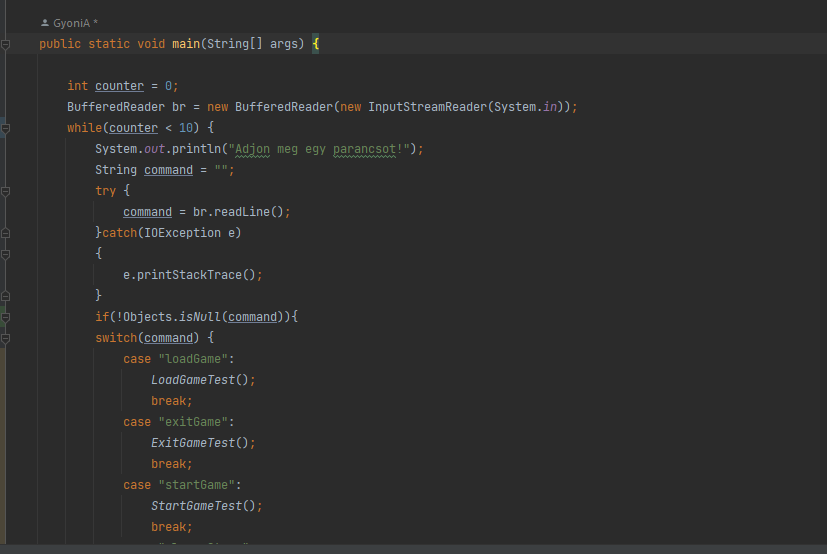 GyoniA *
public static void main(String[] args) {
int counter = 0;
BufferedReader br = new BufferedReader(new InputStreamReader(System.in));
while(counter < 10) {
System.out.println("Adjon meg egy parancsot!");
String command = "";
try {
command = br.readLine();
}catch(IOException e)
{
e.printStackTrace();
}
if(!Objects.isNull(command)){
switch(command) {
case "loadGame":
LoadGameTest();
break;
case "exitGame":
ExitGameTest();
break;
case "startGame":
StartGameTest();
break;